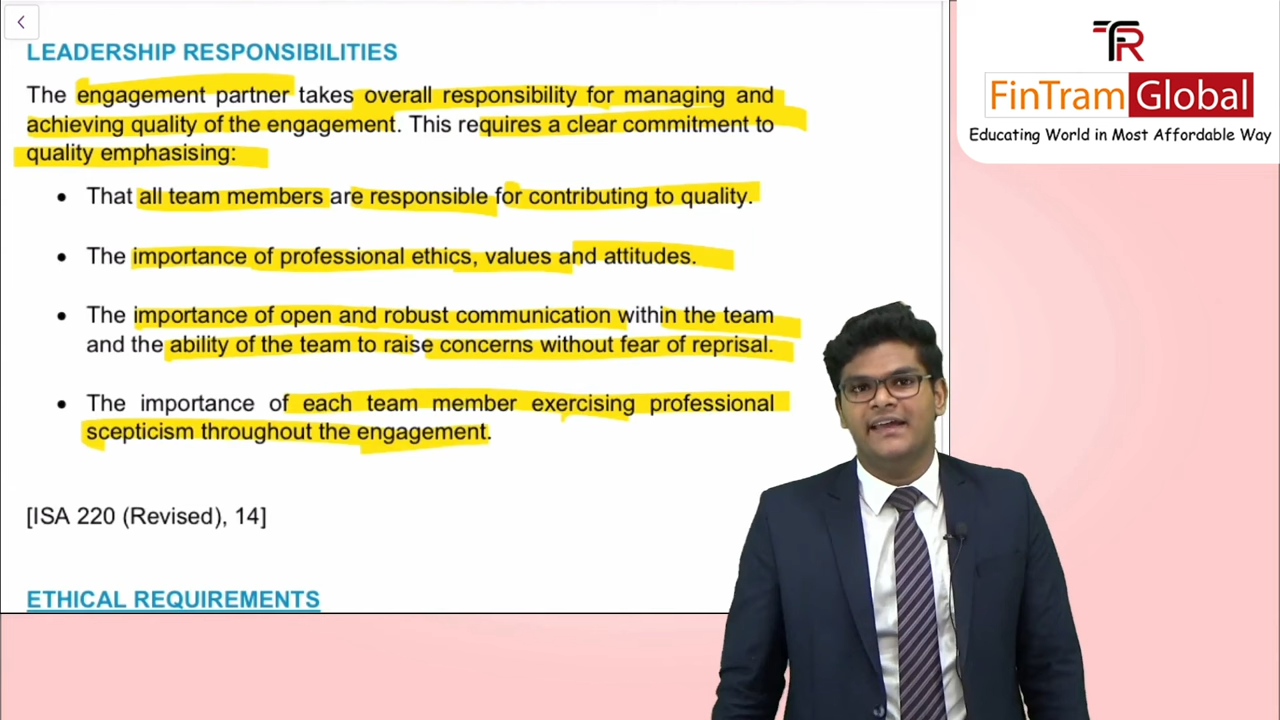 LEADERSHIP RESPONSIBILITIES
The engagement partner takes overall responsibility for managing and
achieving quality of the engagement. This requires a clear commitment to
quality emphasising:
• That all team members are responsible for contributing to quality.
• The importance of professional ethics, values and attitudes.
• The importance of open and robust communication within the team
and the ability of the team to raise concerns without fear of reprisal.
• The importance of each team member exercising professional
scepticism throughout the engagement.
[ISA 220 (Revised), 14]
ETHICAL REQUIREMENTS
FinTram Global
Educating World in Most Affordable Way